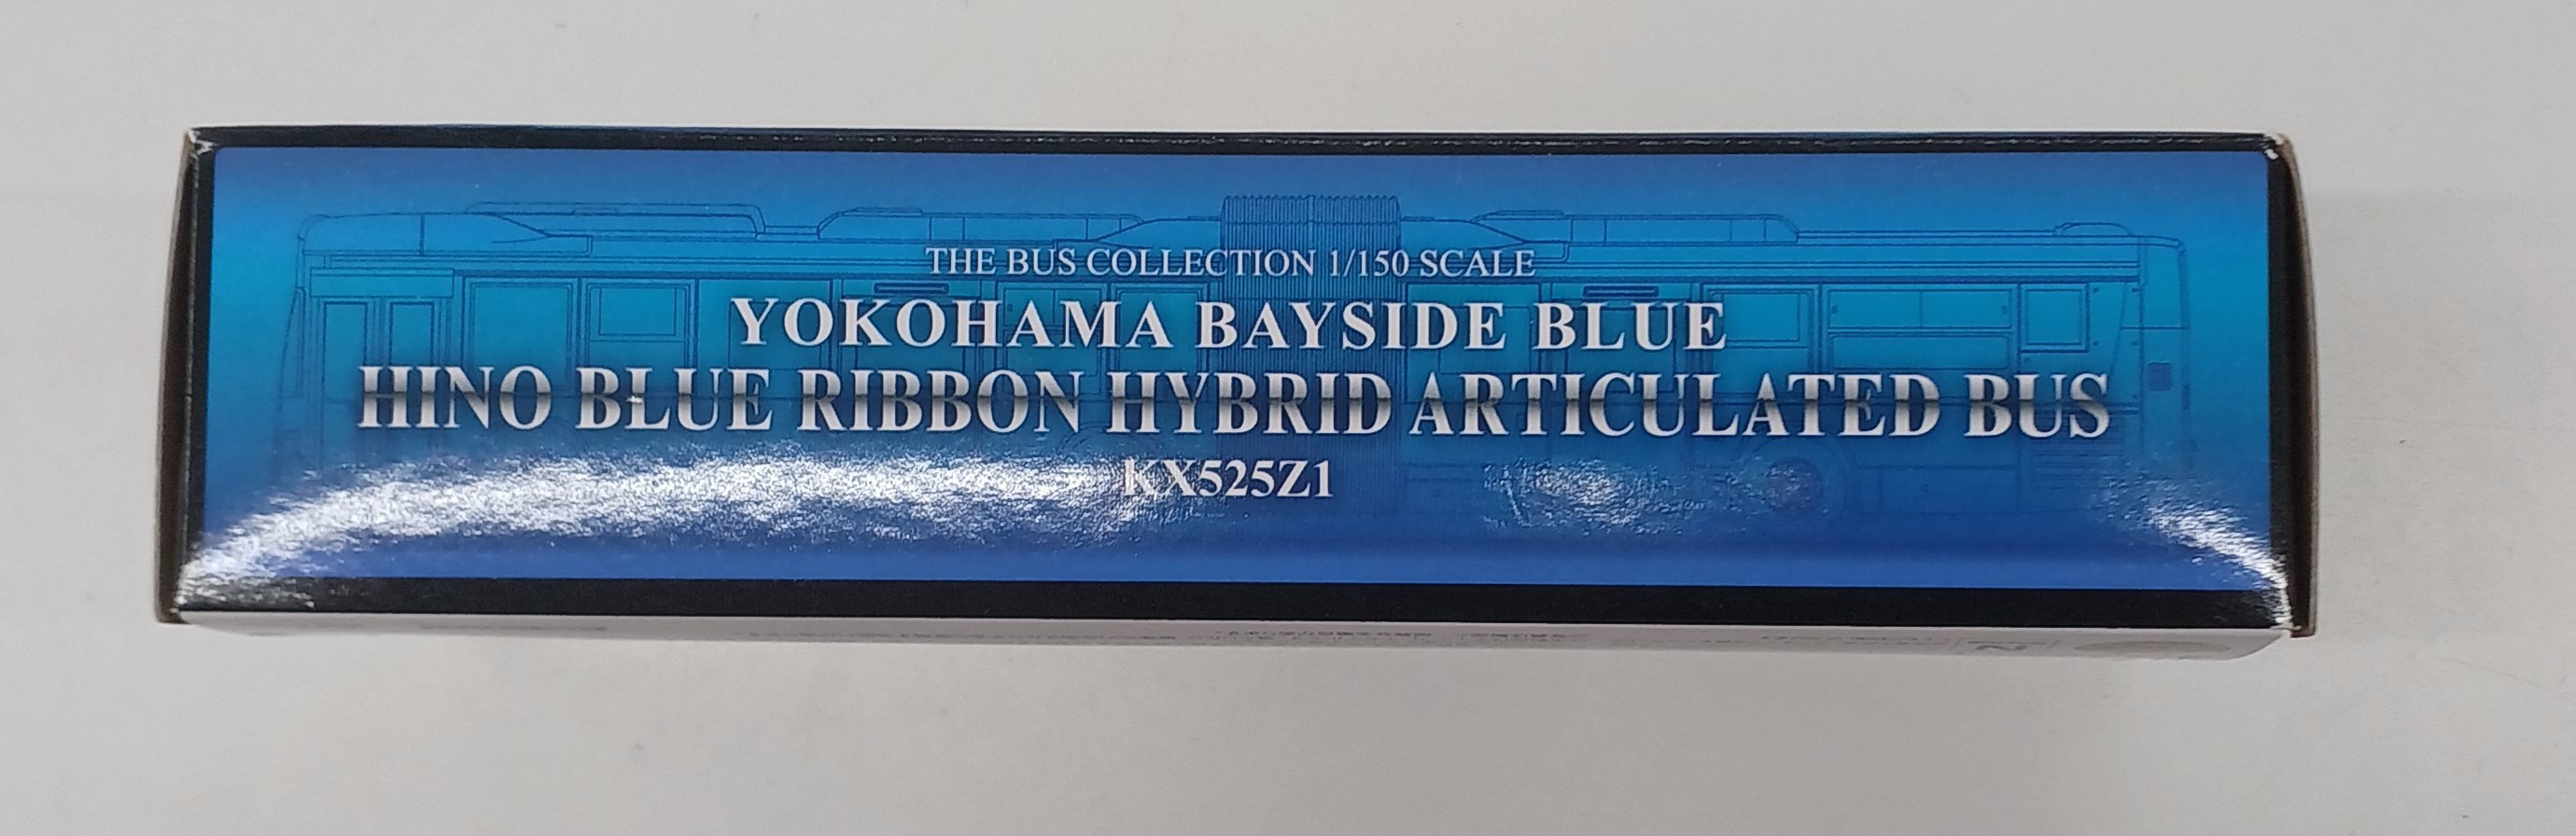 THE BUS COLLECTION 1/150 SCALE
YOKOHAMA BAYSIDE BLUE
HINO BLUE RIBBON HYBRID ARTICULATED BUS
KX525Z1